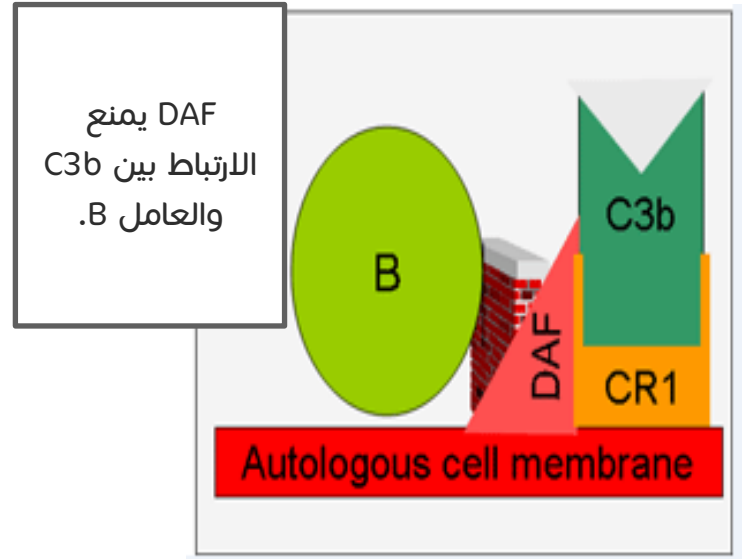 DAF يمنع
الارتباط بين C3b
والعامل B.
B
C3b
DAF
CR1
Autologous cell membrane